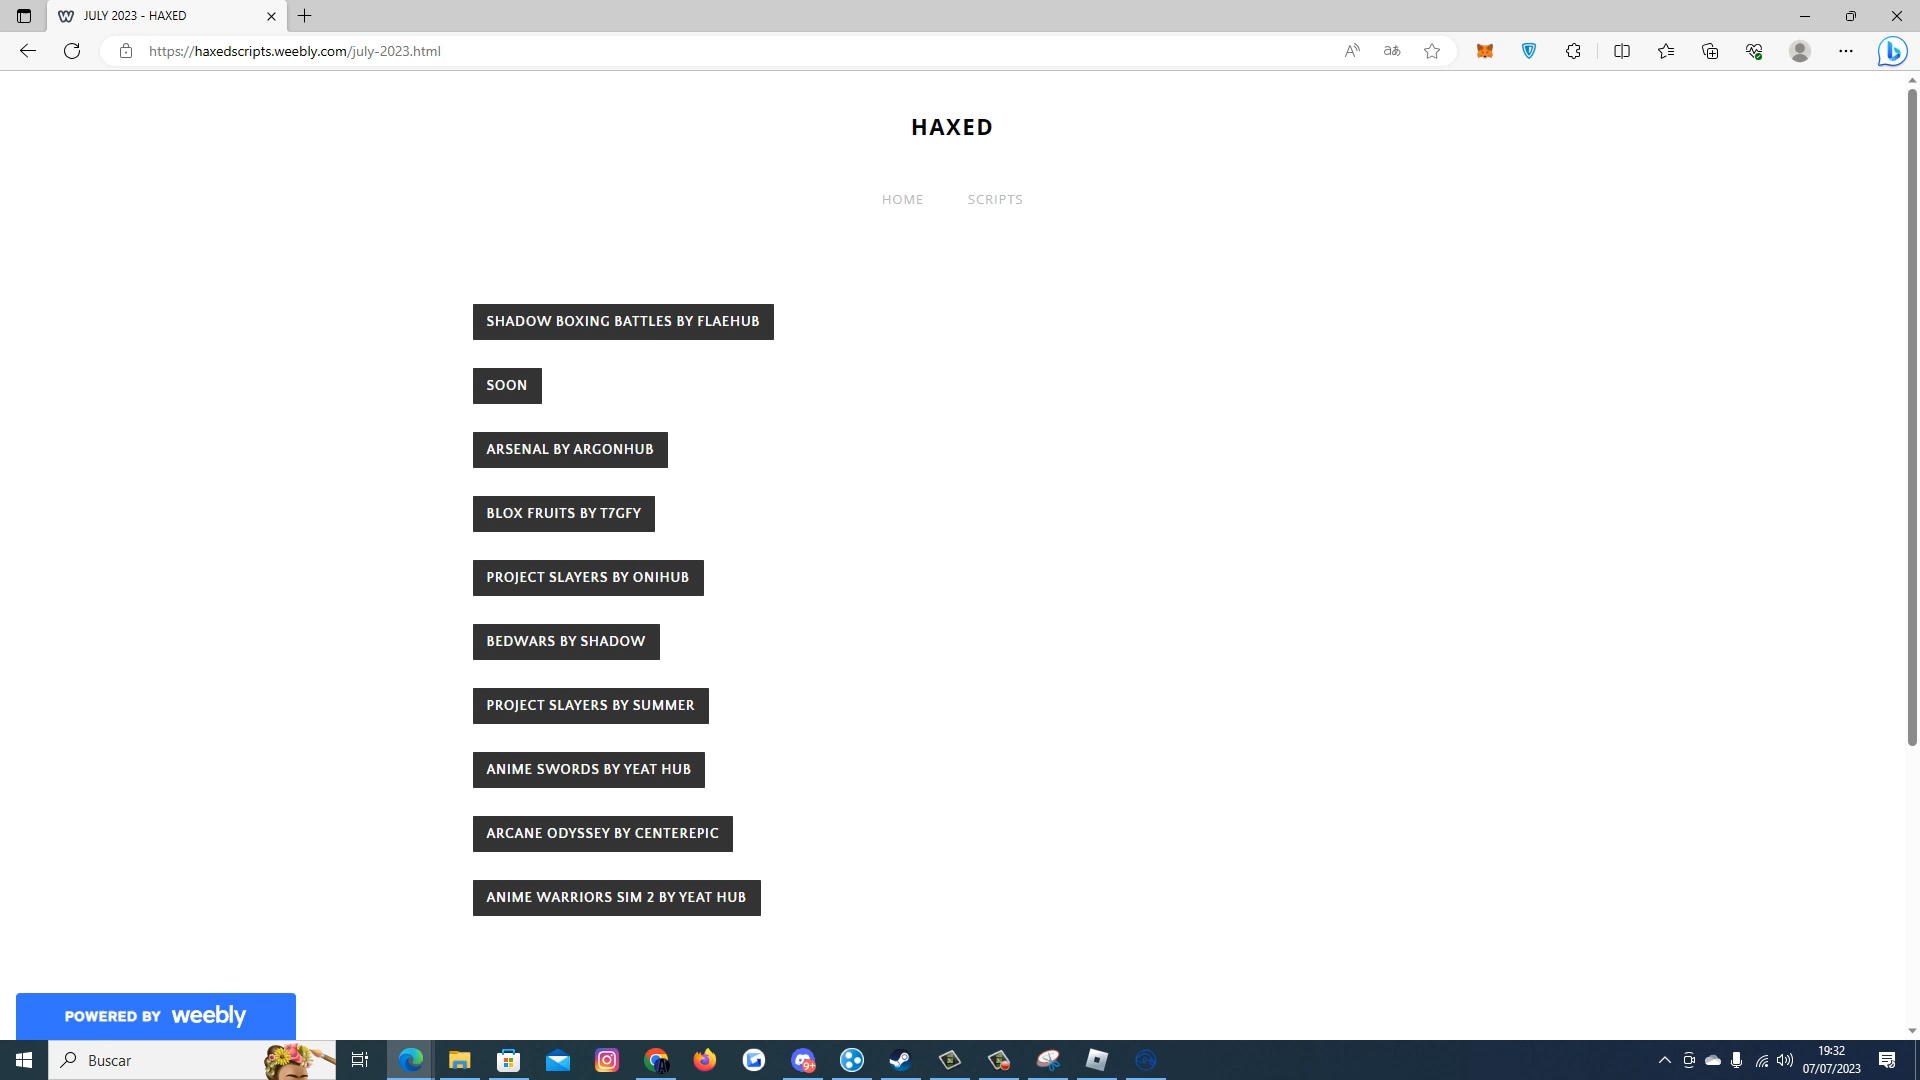 JULY 2023 - HAXED
https://haxedscripts.weebly.com/july-2023.html
HAXED
HOME SCRIPTS
SHADOW BOXING BATTLES BY FLAEHUB
SOON
ARSENAL BY ARGONHUB
BLOX FRUITS BY T7GFY
PROJECT SLAYERS BY ONIHUB
BEDWARS BY SHADOW
PROJECT SLAYERS BY SUMMER
ANIME SWORDS BY YEAT HUB
ARCANE ODYSSEY BY CENTEREPIC
ANIME WARRIORS SIM 2 BY YEAT HUB
POWERED BY weebly
Buscar
9+
19:32
07/07/2023